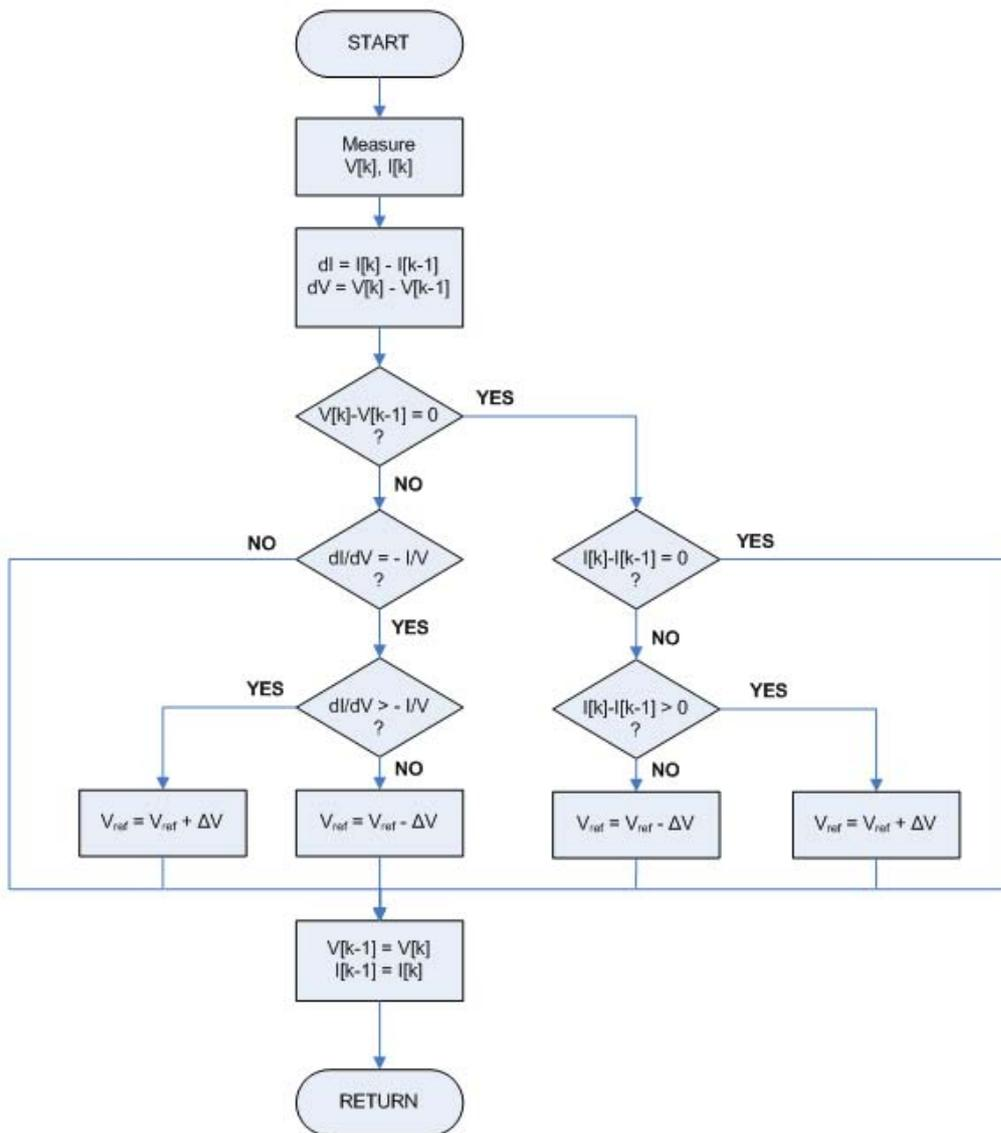 START
Measure
V[k], I[k]
dI = I[k] - I[k-1]
dV = V[k] - V[k-1]
V[k]-V[k-1] = 0
?
YES
NO
dI/dV = - I/V
?
NO
YES
I[k]-I[k-1] = 0
?
YES
NO
dI/dV > - I/V
?
YES
NO
I[k]-I[k-1] > 0
?
YES
NO
Vref = Vref + ΔV
Vref = Vref - ΔV
Vref = Vref - ΔV
Vref = Vref + ΔV
V[k-1] = V[k]
I[k-1] = I[k]
RETURN